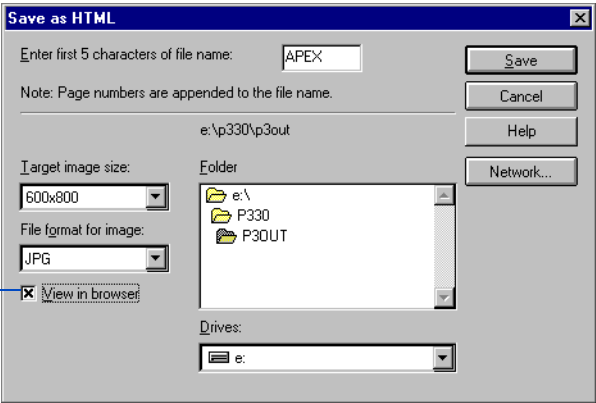 Save as HTML
Enter first 5 characters of file name: APEX
Save
Note: Page numbers are appended to the file name.
Cancel
e:\p330\p3out
Help
Target image size:
Folder
Network...
600x800
e:\
P330
File format for image:
P3OUT
JPG
View in browser
Drives:
e: